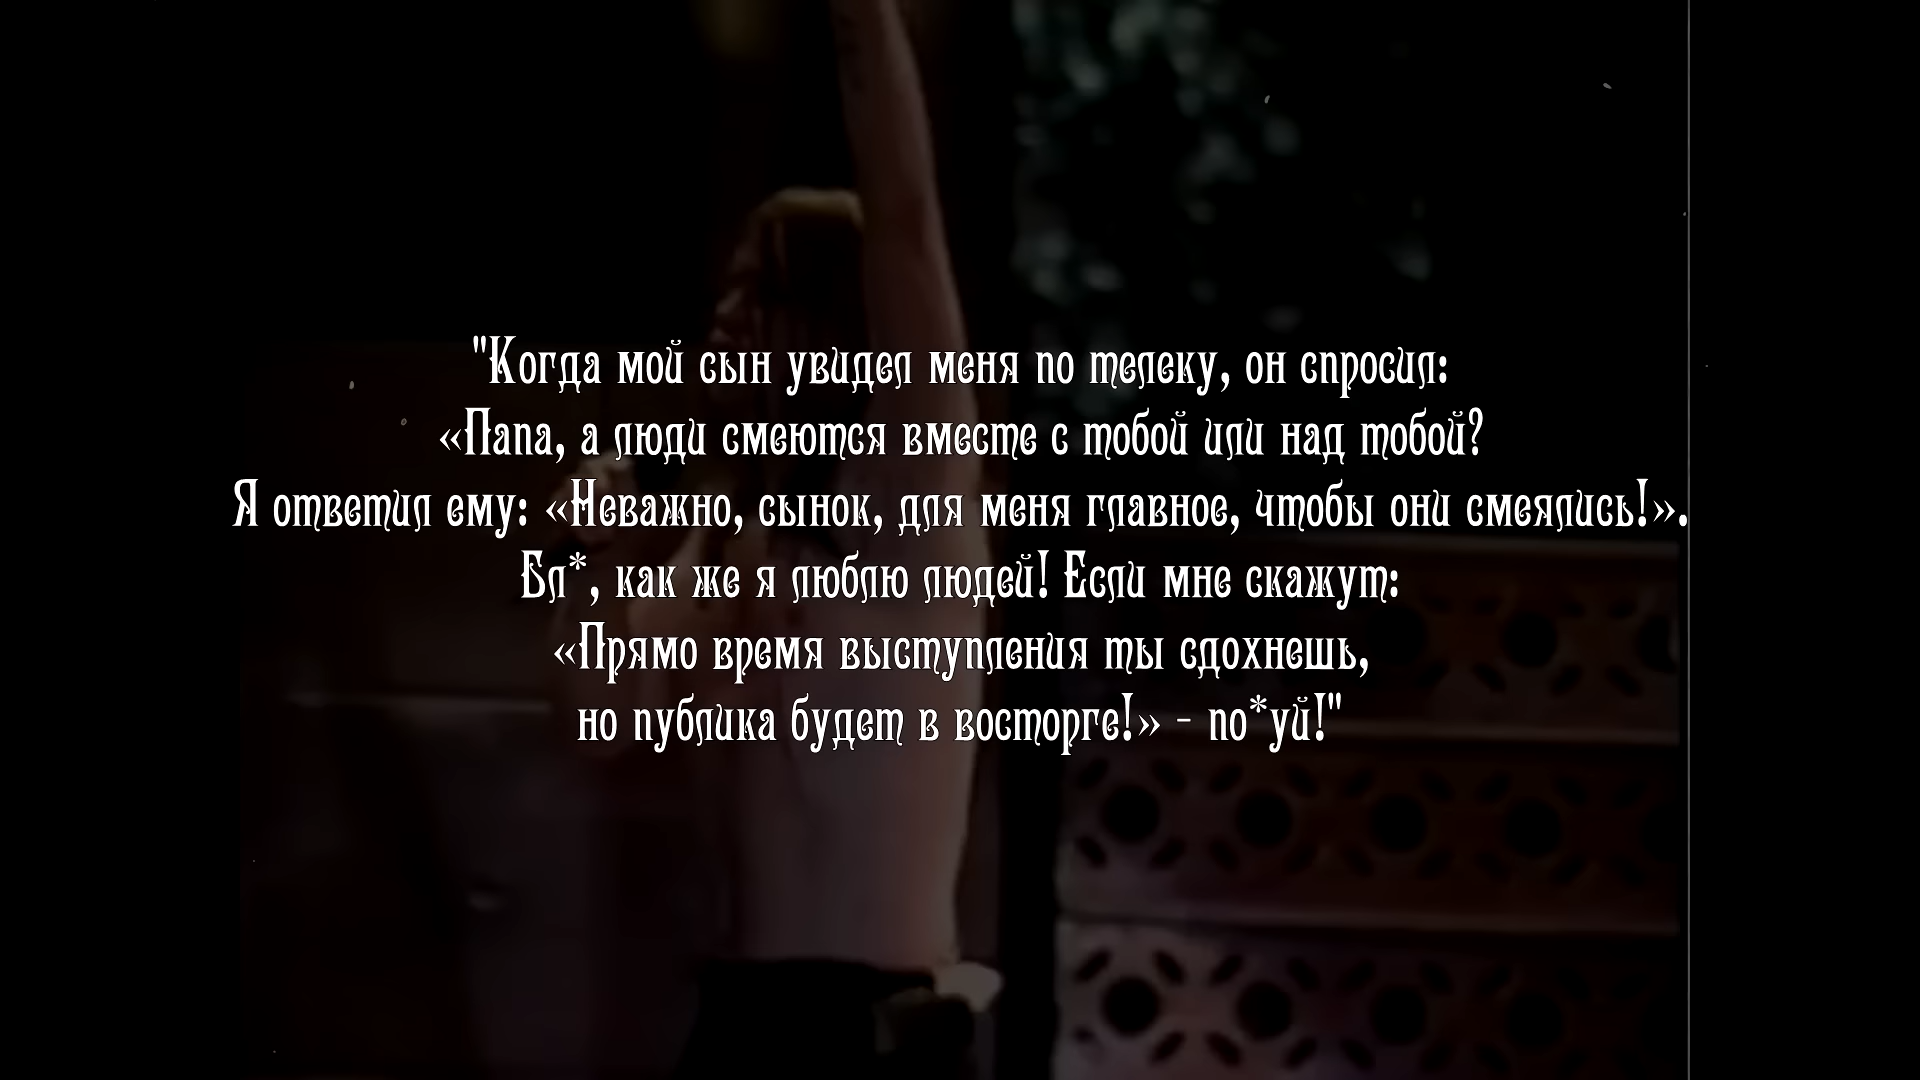 "Когда мой сын увидел меня по телеку, он спросил:
«Папа, а люди смеются вместе с тобой или над тобой?
Я ответил ему: «Неважно, сынок, для меня главное, чтобы они смеялись!».
Бл*, как же я люблю людей! Если мне скажут:
«Прямо время выступления ты сдохнешь,
но публика будет в восторге!» - по*уй!"